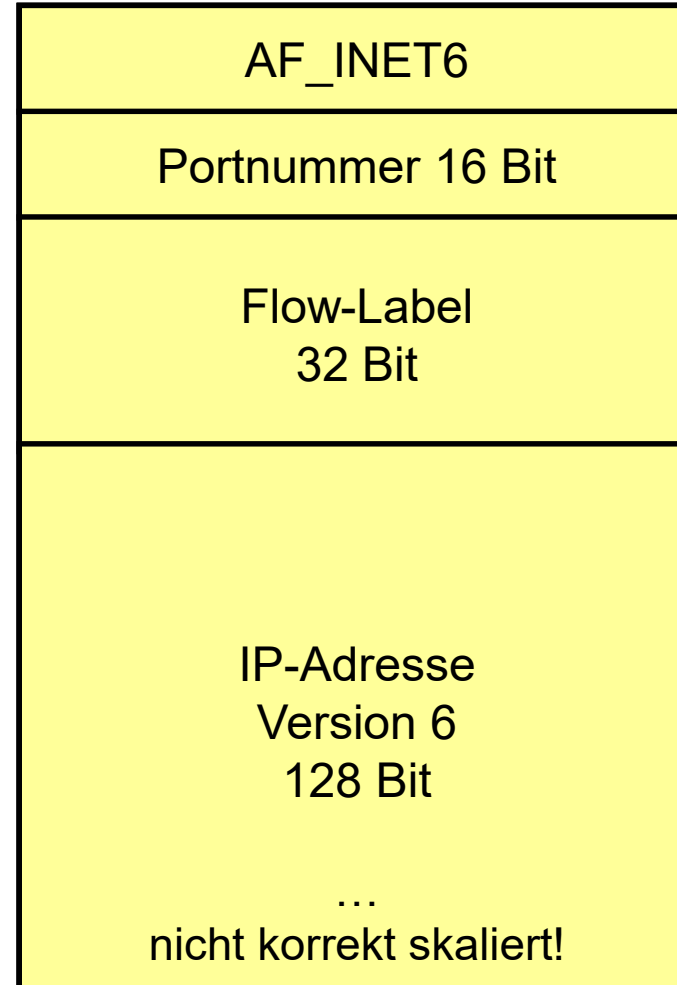 AF_INET6
Portnummer 16 Bit
Flow-Label
32 Bit
IP-Adresse
Version 6
128 Bit
…
nicht korrekt skaliert!